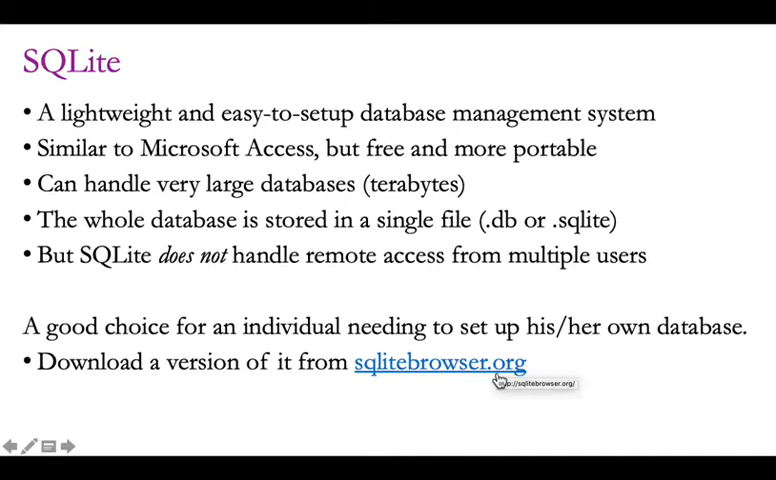 SQLite
• A lightweight and easy-to-setup database management system
• Similar to Microsoft Access, but free and more portable
• Can handle very large databases (terabytes)
• The whole database is stored in a single file (.db or .sqlite)
• But SQLite does not handle remote access from multiple users
A good choice for an individual needing to set up his/her own database.
• Download a version of it from sqlitebrowser.org
p://sqlitebrowser.org/